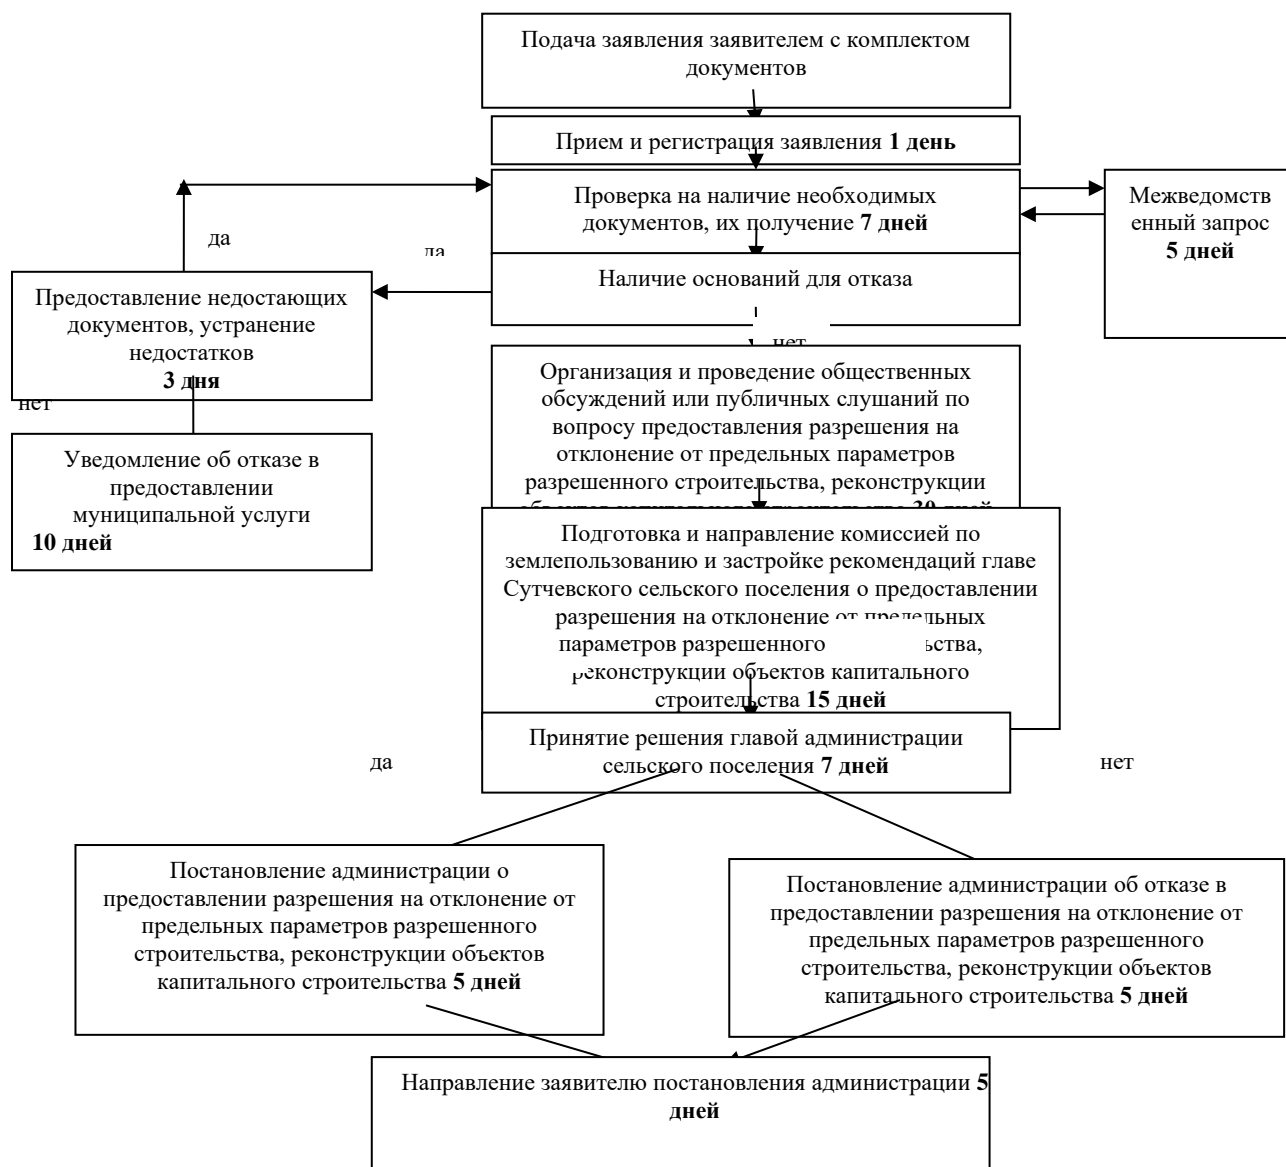 Подача заявления заявителем с комплектом
документов
Прием и регистрация заявления 1 день
Проверка на наличие необходимых
документов, их получение 7 дней
Межведомств
енный запрос
5 дней
да
да
Наличие оснований для отказа
Предоставление недостающих
документов, устранение
недостатков
3 дня
нет
нет
Уведомление об отказе в
предоставлении
муниципальной услуги
10 дней
Организация и проведение общественных
обсуждений или публичных слушаний по
вопросу предоставления разрешения на
отклонение от предельных параметров
разрешенного строительства, реконструкции
объектов капитального строительства 30 дней
Подготовка и направление комиссией по
землепользованию и застройке рекомендаций главе
Сутчевского сельского поселения о предоставлении
разрешения на отклонение от предельных
параметров разрешенного ьства,
реконструкции объектов капитального
строительства 15 дней
Принятие решения главой администрации
сельского поселения 7 дней
да
нет
Постановление администрации о
предоставлении разрешения на отклонение от
предельных параметров разрешенного
строительства, реконструкции объектов
капитального строительства 5 дней
Постановление администрации об отказе в
предоставлении разрешения на отклонение от
предельных параметров разрешенного
строительства, реконструкции объектов
капитального строительства 5 дней
Направление заявителю постановления администрации 5
дней